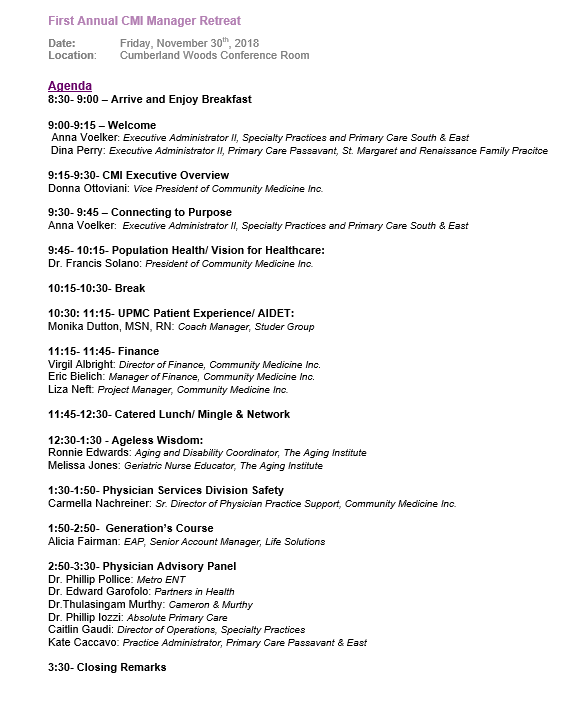 First Annual CMI Manager Retreat
Date: Friday, November 30th, 2018
Location: Cumberland Woods Conference Room
Agenda
8:30- 9:00 – Arrive and Enjoy Breakfast
9:00-9:15 – Welcome
Anna Voelker: Executive Administrator II, Specialty Practices and Primary Care South & East
Dina Perry: Executive Administrator II, Primary Care Passavant, St. Margaret and Renaissance Family Pracitce
9:15-9:30- CMI Executive Overview
Donna Ottoviani: Vice President of Community Medicine Inc.
9:30- 9:45 – Connecting to Purpose
Anna Voelker: Executive Administrator II, Specialty Practices and Primary Care South & East
9:45- 10:15- Population Health/ Vision for Healthcare:
Dr. Francis Solano: President of Community Medicine Inc.
10:15-10:30- Break
10:30: 11:15- UPMC Patient Experience/ AIDET:
Monika Dutton, MSN, RN: Coach Manager, Studer Group
11:15- 11:45- Finance
Virgil Albright: Director of Finance, Community Medicine Inc.
Eric Bielich: Manager of Finance, Community Medicine Inc.
Liza Neft: Project Manager, Community Medicine Inc.
11:45-12:30- Catered Lunch/ Mingle & Network
12:30-1:30 - Ageless Wisdom:
Ronnie Edwards: Aging and Disability Coordinator, The Aging Institute
Melissa Jones: Geriatric Nurse Educator, The Aging Institute
1:30-1:50- Physician Services Division Safety
Carmella Nachreiner: Sr. Director of Physician Practice Support, Community Medicine Inc.
1:50-2:50- Generation's Course
Alicia Fairman: EAP, Senior Account Manager, Life Solutions
2:50-3:30- Physician Advisory Panel
Dr. Phillip Pollice: Metro ENT
Dr. Edward Garofolo: Partners in Health
Dr.Thulasingam Murthy: Cameron & Murthy
Dr. Phillip Iozzi: Absolute Primary Care
Caitlin Gaudi: Director of Operations, Specialty Practices
Kate Caccavo: Practice Administrator, Primary Care Passavant & East
3:30- Closing Remarks